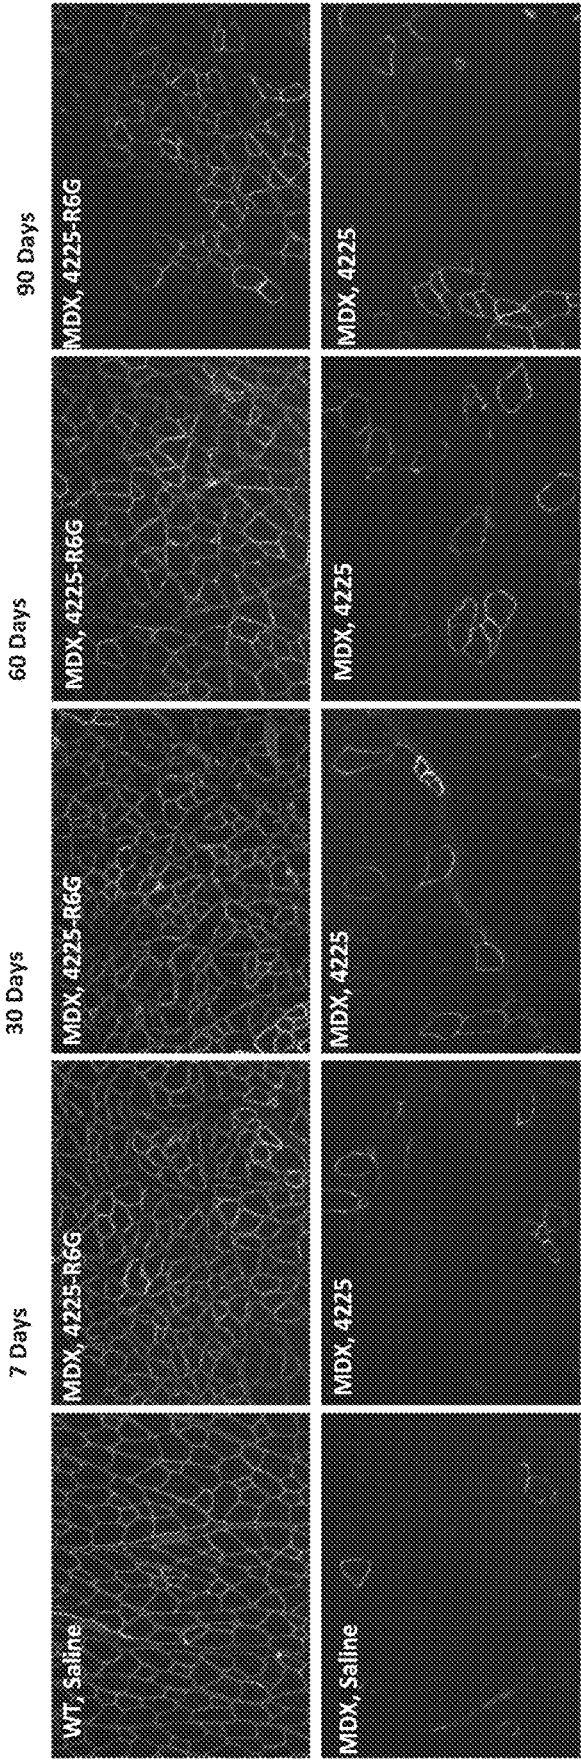 7 Days
30 Days
60 Days
90 Days
WT, Saline
MDX, 4225-R6G
MDX, 4225-R6G
MDX, 4225-R6G
MDX, 4225-R6G
MDX, Saline
MDX, 4225
MDX, 4225
MDX, 4225
MDX, 4225